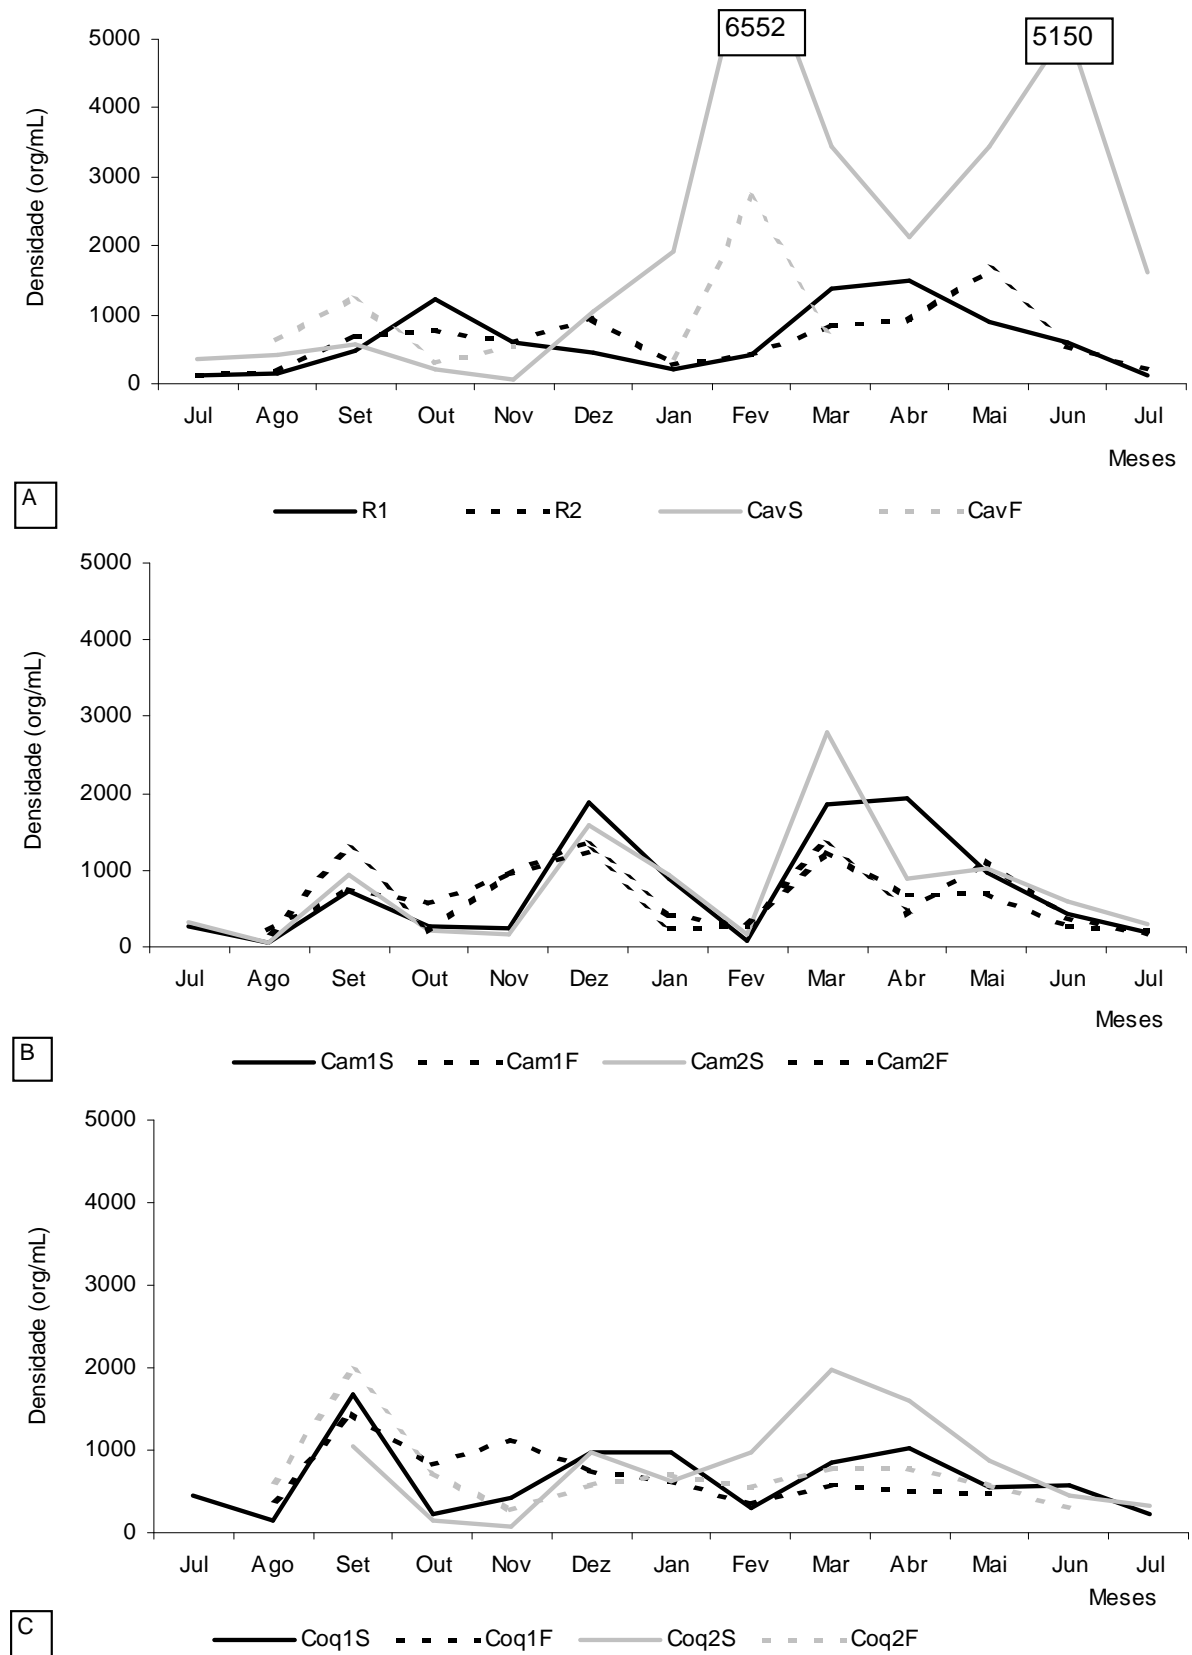 6552
5150
Densidade (org/mL)
5000
4000
3000
2000
1000
0
Jul Ago Set Out Nov Dez Jan Fev Mar Abr Mai Jun Jul
Meses
A
R1 R2 CavS CavF
Densidade (org/mL)
5000
4000
3000
2000
1000
0
Jul Ago Set Out Nov Dez Jan Fev Mar Abr Mai Jun Jul
Meses
B
Cam1S Cam1F Cam2S Cam2F
Densidade (org/mL)
5000
4000
3000
2000
1000
0
Jul Ago Set Out Nov Dez Jan Fev Mar Abr Mai Jun Jul
Meses
C
Coq1S Coq1F Coq2S Coq2F